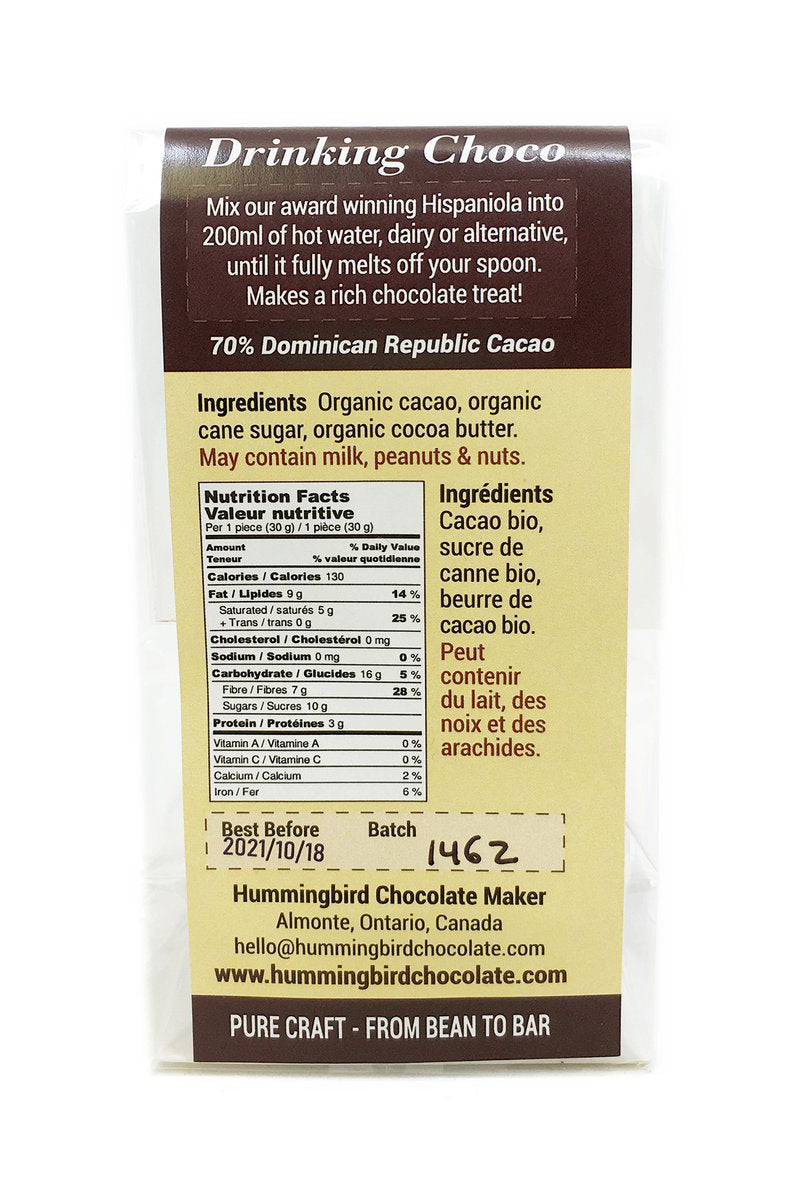 Drinking Choco
Mix our award winning Hispaniola into
200ml of hot water, dairy or alternative,
until it fully melts off your spoon.
Makes a rich chocolate treat!
70% Dominican Republic Cacao
Ingredients Organic cacao, organic
cane sugar, organic cocoa butter.
May contain milk, peanuts & nuts.
Nutrition Facts
Valeur nutritive
Per 1 piece (30 g) / 1 pièce (30 g)
Amount % Daily Value
Teneur % valeur quotidienne
Calories / Calories 130
Fat / Lipides 9 g 14 %
Saturated / saturés 5 g
+ Trans / trans 0 g 25 %
Cholesterol / Cholestérol 0 mg
Sodium / Sodium 0 mg 0 %
Carbohydrate / Glucides 16 g 5 %
Fibre / Fibres 7 g 28 %
Sugars / Sucres 10 g
Protein / Protéines 3 g
Vitamin A / Vitamine A 0 %
Vitamin C / Vitamine C 0 %
Calcium / Calcium 2 %
Iron / Fer 6 %
Ingrédients
Cacao bio,
sucre de
canne bio,
beurre de
cacao bio.
Peut
contenir
du lait, des
noix et des
arachides.
Best Before Batch
2021/10/18 1462
Hummingbird Chocolate Maker
Almonte, Ontario, Canada
hello@hummingbirdchocolate.com
www.hummingbirdchocolate.com
PURE CRAFT - FROM BEAN TO BAR